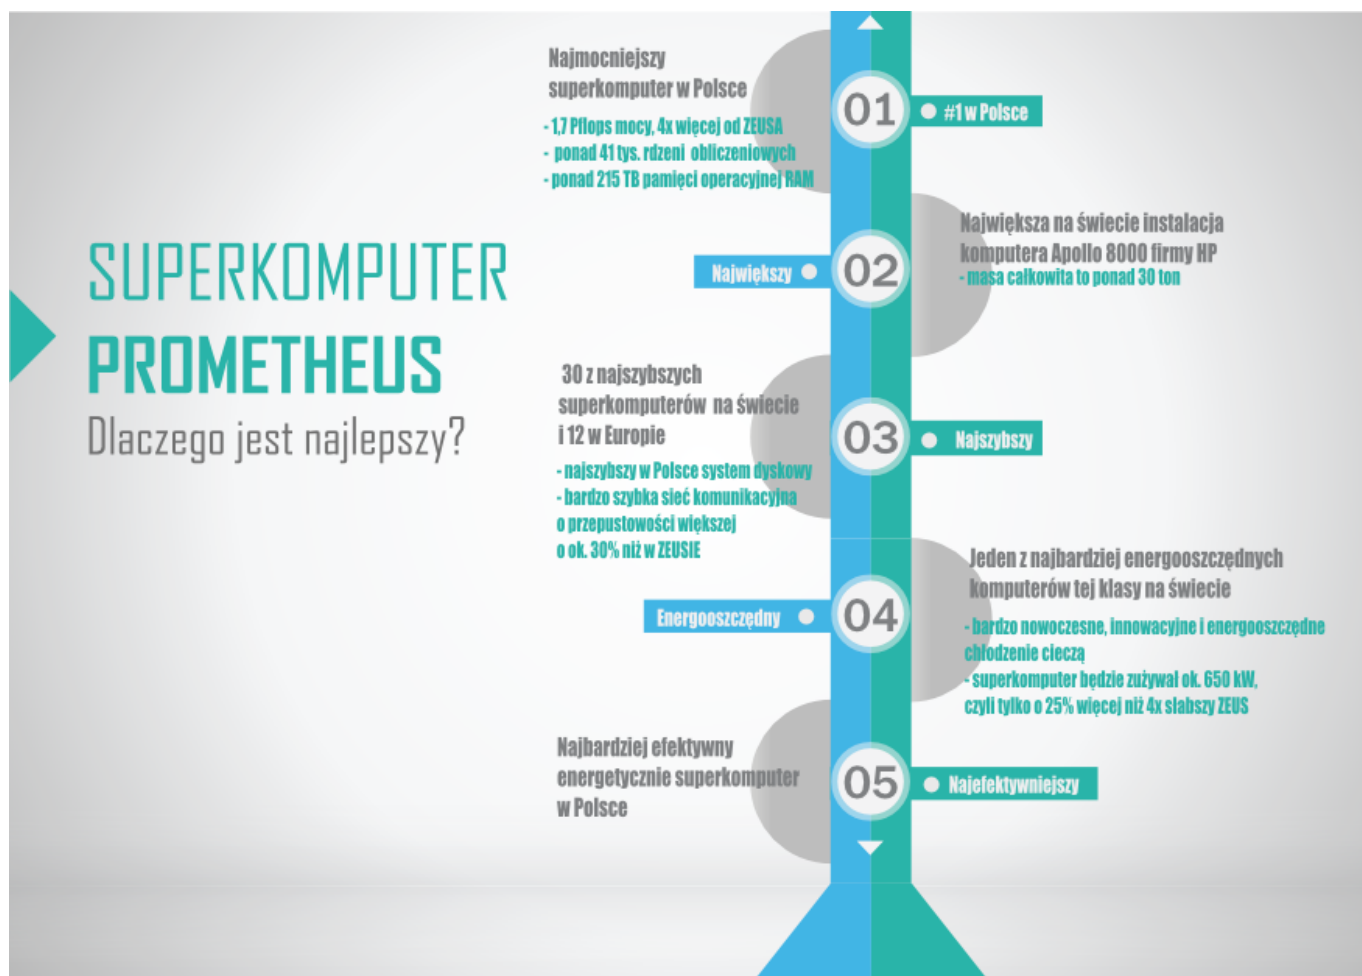 SUPERKOMPUTER
PROMETHEUS
Dlaczego jest najlepszy?
Najmocniejszy
superkomputer w Polsce
- 1,7 Pflops mocy, 4x więcej od ZEUSA
- ponad 41 tys. rdzeni obliczeniowych
- ponad 215 TB pamięci operacyjnej RAM
01
#1 w Polsce
Największy
02
Największa na świecie instalacja
komputera Apollo 8000 firmy HP
- masa całkowita to ponad 30 ton
30 z najszybszych
superkomputerów na świecie
i 12 w Europie
- najszybszy w Polsce system dyskowy
- bardzo szybka sieć komunikacyjna
o przepustowości większej
o ok. 30% niż w ZEUSIE
03
Najszybszy
Energooszczędny
04
Jeden z najbardziej energooszczędnych
komputerów tej klasy na świecie
- bardzo nowoczesne, innowacyjne i energooszczędne
chłodzenie cieczą
- superkomputer będzie zużywał ok. 650 kW,
czyli tylko o 25% więcej niż 4x słabszy ZEUS
Najbardziej efektywny
energetycznie superkomputer
w Polsce
05
Najefektywniejszy